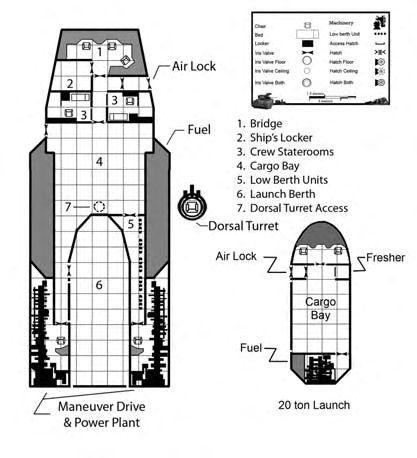 Chair
Bed
Locker
Iris Valve
Iris Valve Floor
Iris Valve Ceiling
Iris Valve Both
Machinery
Low berth Unit
Access Hatch
Hatch
Hatch Floor
Hatch Ceiling
Hatch Both
1
2
3
3
3
4
7
5
6
Air Lock
Fuel
1. Bridge
2. Ship's Locker
3. Crew Staterooms
4. Cargo Bay
5. Low Berth Units
6. Launch Berth
7. Dorsal Turret Access
Dorsal Turret
Maneuver Drive
& Power Plant
Air Lock
Fresher
Cargo
Bay
Fuel
20 ton Launch